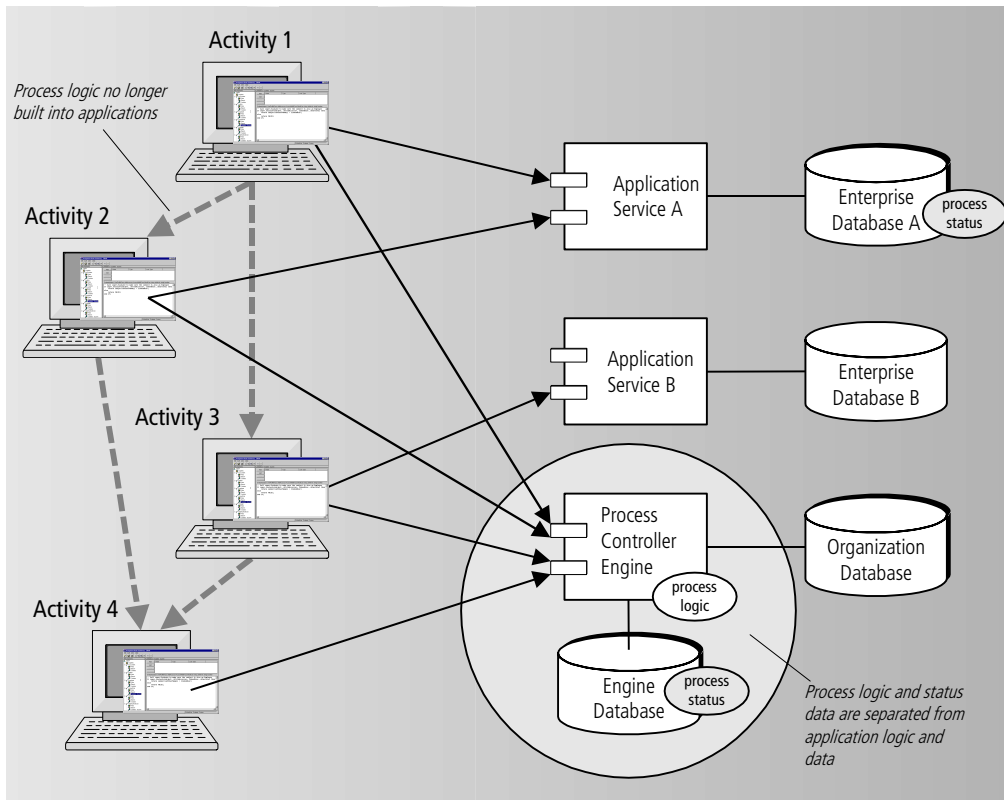 Activity 1
Process logic no longer
built into applications
Activity 2
Application
Service A
Enterprise
Database A
process
status
Application
Service B
Enterprise
Database B
Activity 3
Process
Controller
Engine
process
logic
Organization
Database
Activity 4
Engine
Database
process
status
Process logic and status
data are separated from
application logic and
data